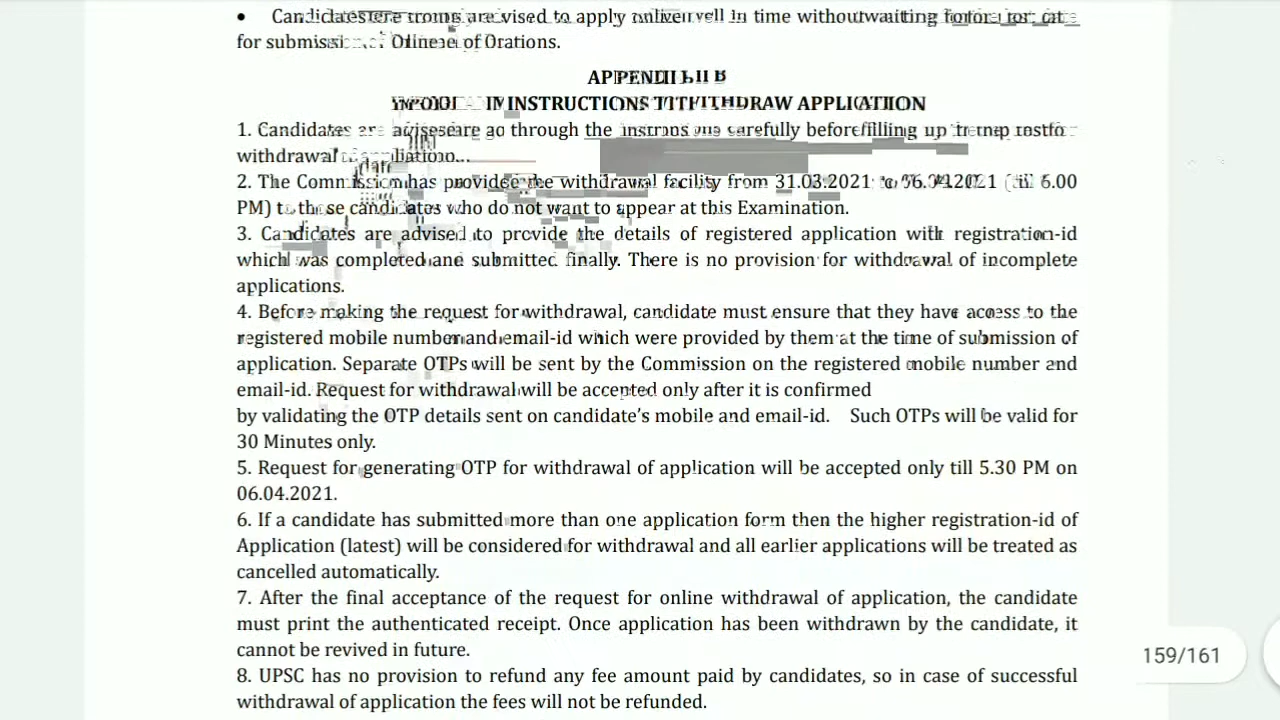 • Candidates are advised to apply well in time without waiting for
for submission of
APPENDIX
INSTRUCTIONS WITHDRAW APPLICATION
1. Candidates are go through the carefully before filling up
withdrawal
2. The Commission has provided the withdrawal facility from 31.03.2021 to 06.04.2021 (till 6.00
PM) to those candidates who do not want to appear at this Examination.
3. Candidates are advised to provide the details of registered application with registration-id
which was completed and submitted finally. There is no provision for withdrawal of incomplete
applications.
4. Before making the request for withdrawal, candidate must ensure that they have access to the
registered mobile number and email-id which were provided by them at the time of submission of
application. Separate OTPs will be sent by the Commission on the registered mobile number and
email-id. Request for withdrawal will be accepted only after it is confirmed
by validating the OTP details sent on candidate's mobile and email-id. Such OTPs will be valid for
30 Minutes only.
5. Request for generating OTP for withdrawal of application will be accepted only till 5.30 PM on
06.04.2021.
6. If a candidate has submitted more than one application form then the higher registration-id of
Application (latest) will be considered for withdrawal and all earlier applications will be treated as
cancelled automatically.
7. After the final acceptance of the request for online withdrawal of application, the candidate
must print the authenticated receipt. Once application has been withdrawn by the candidate, it
cannot be revived in future.
8. UPSC has no provision to refund any fee amount paid by candidates, so in case of successful
withdrawal of application the fees will not be refunded.
159/161